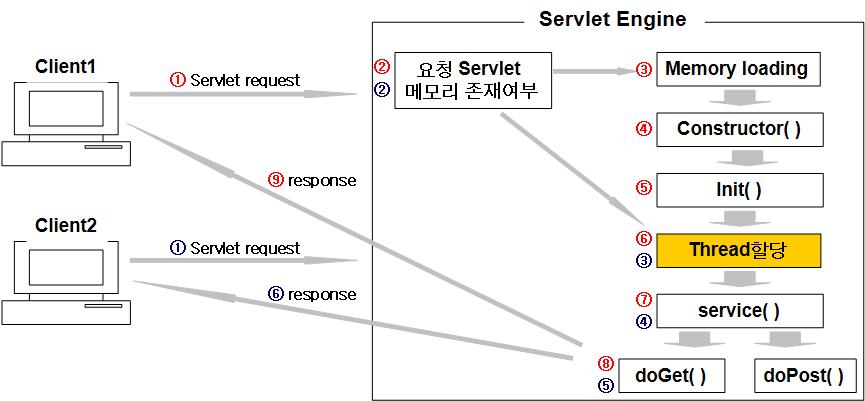 Servlet Engine
Client1
① Servlet request
② 요청 Servlet
② 메모리 존재여부
③ Memory loading
④ Constructor( )
⑤ Init( )
⑨ response
Client2
① Servlet request
⑥ response
⑥
③ Thread할당
⑦
④ service( )
⑧
⑤ doGet( )
doPost( )